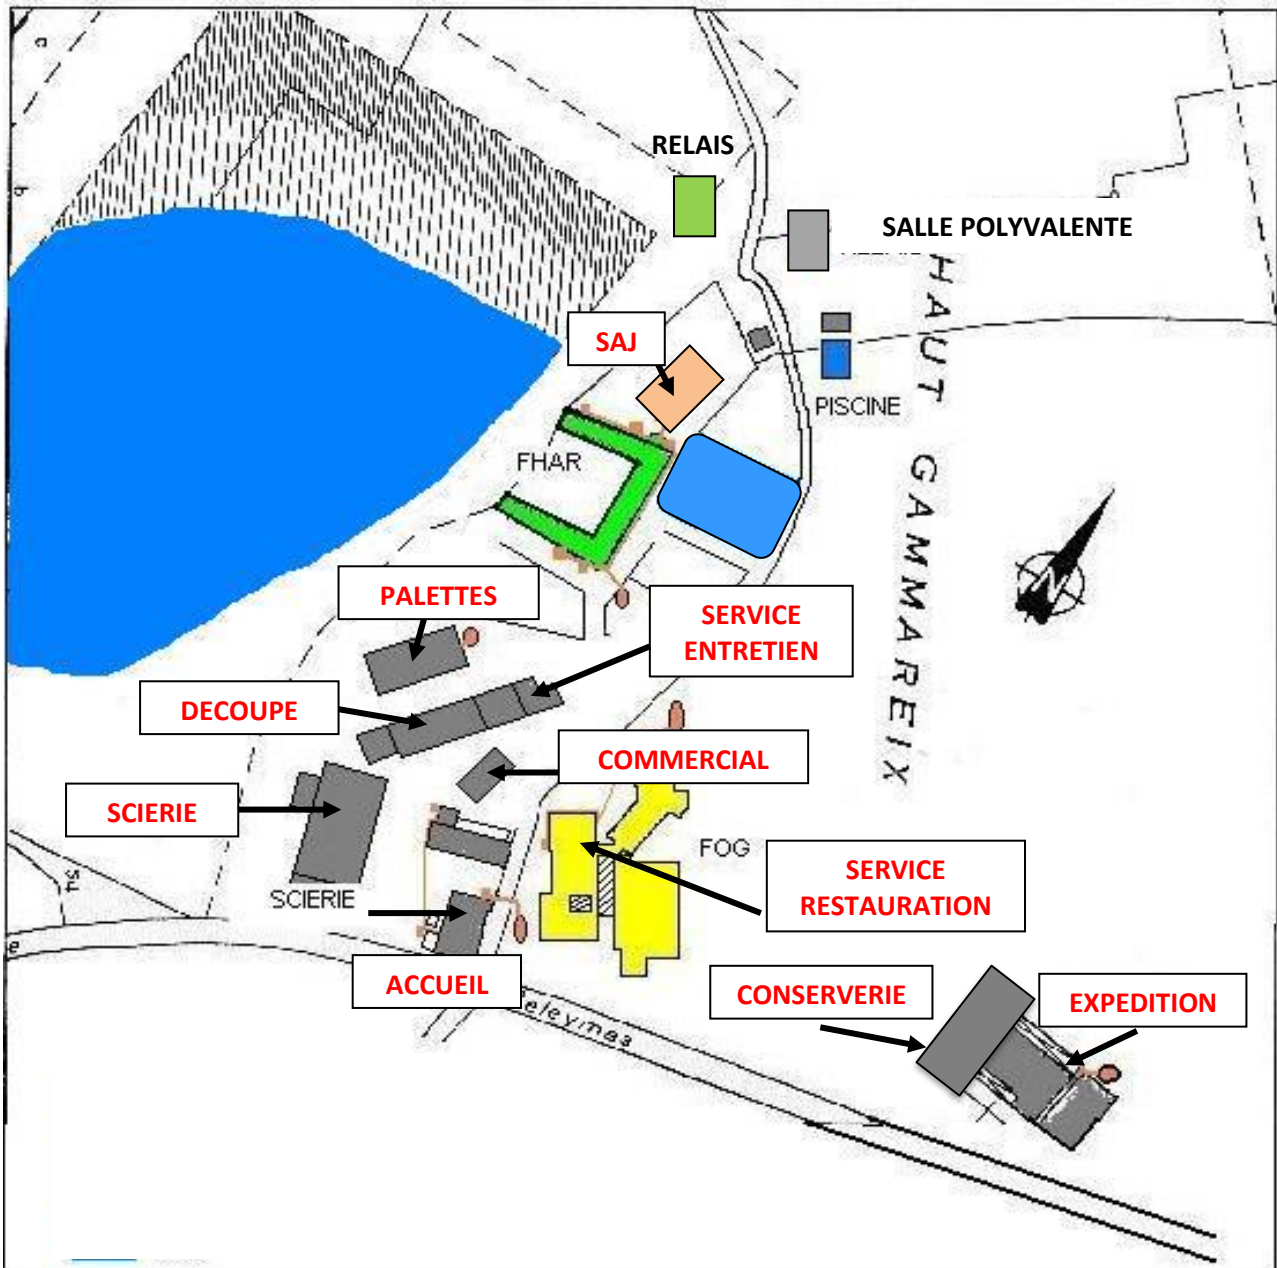 RELAIS
SALLE POLYVALENTE
HAUT GAMMAREIX
SAJ
PISCINE
FHAR
PALETTES
SERVICE
ENTRETIEN
DECOUPE
COMMERCIAL
SCIERIE
FOG
SERVICE
RESTAURATION
SCIERIE
ACCUEIL
CONSERVERIE
EXPEDITION
eleymas
N